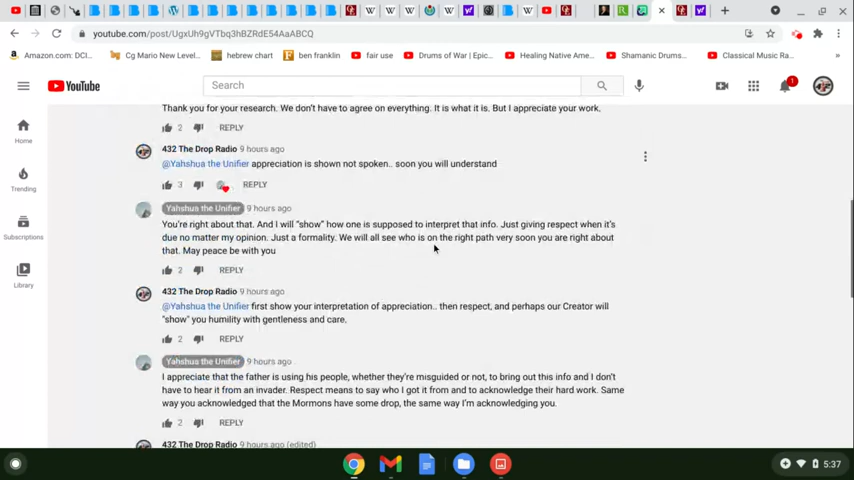 youtube.com/post/UgxUh9gVTbq3hBZRdE54AaABCQ
Amazon.com: DCI...
Cg Mario New Level...
hebrew chart
ben franklin
fair use
Drums of War | Epic...
Healing Native Ame...
Shamanic Drums...
Classical Music Ra...
YouTube
Search
1
Home
Trending
Subscriptions
Library
Thank you for your research. We don't have to agree on everything. It is what it is. But I appreciate your work.
2 REPLY
432 The Drop Radio 9 hours ago
@Yahshua the Unifier appreciation is shown not spoken.. soon you will understand
3 REPLY
Yahshua the Unifier 9 hours ago
You're right about that. And I will "show" how one is supposed to interpret that info. Just giving respect when it's
due no matter my opinion. Just a formality. We will all see who is on the right path very soon you are right about
that. May peace be with you
2 REPLY
432 The Drop Radio 9 hours ago
@Yahshua the Unifier first show your interpretation of appreciation.. then respect, and perhaps our Creator will
"show" you humility with gentleness and care.
2 REPLY
Yahshua the Unifier 9 hours ago
I appreciate that the father is using his people, whether they're misguided or not, to bring out this info and I don't
have to hear it from an invader. Respect means to say who I got it from and to acknowledge their hard work. Same
way you acknowledged that the Mormons have some drop, the same way I'm acknowledging you.
2 REPLY
432 The Drop Radio 9 hours ago (edited)
5:37